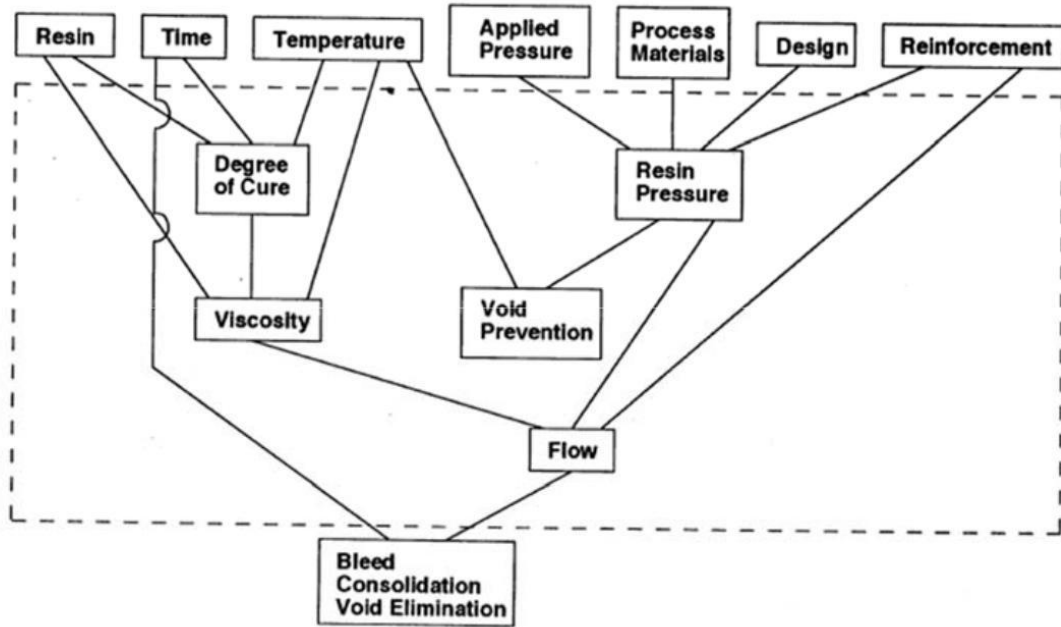 Resin
Time
Temperature
Applied
Pressure
Process
Materials
Design
Reinforcement
Degree
of Cure
Resin
Pressure
Viscosity
Void
Prevention
Flow
Bleed
Consolidation
Void Elimination